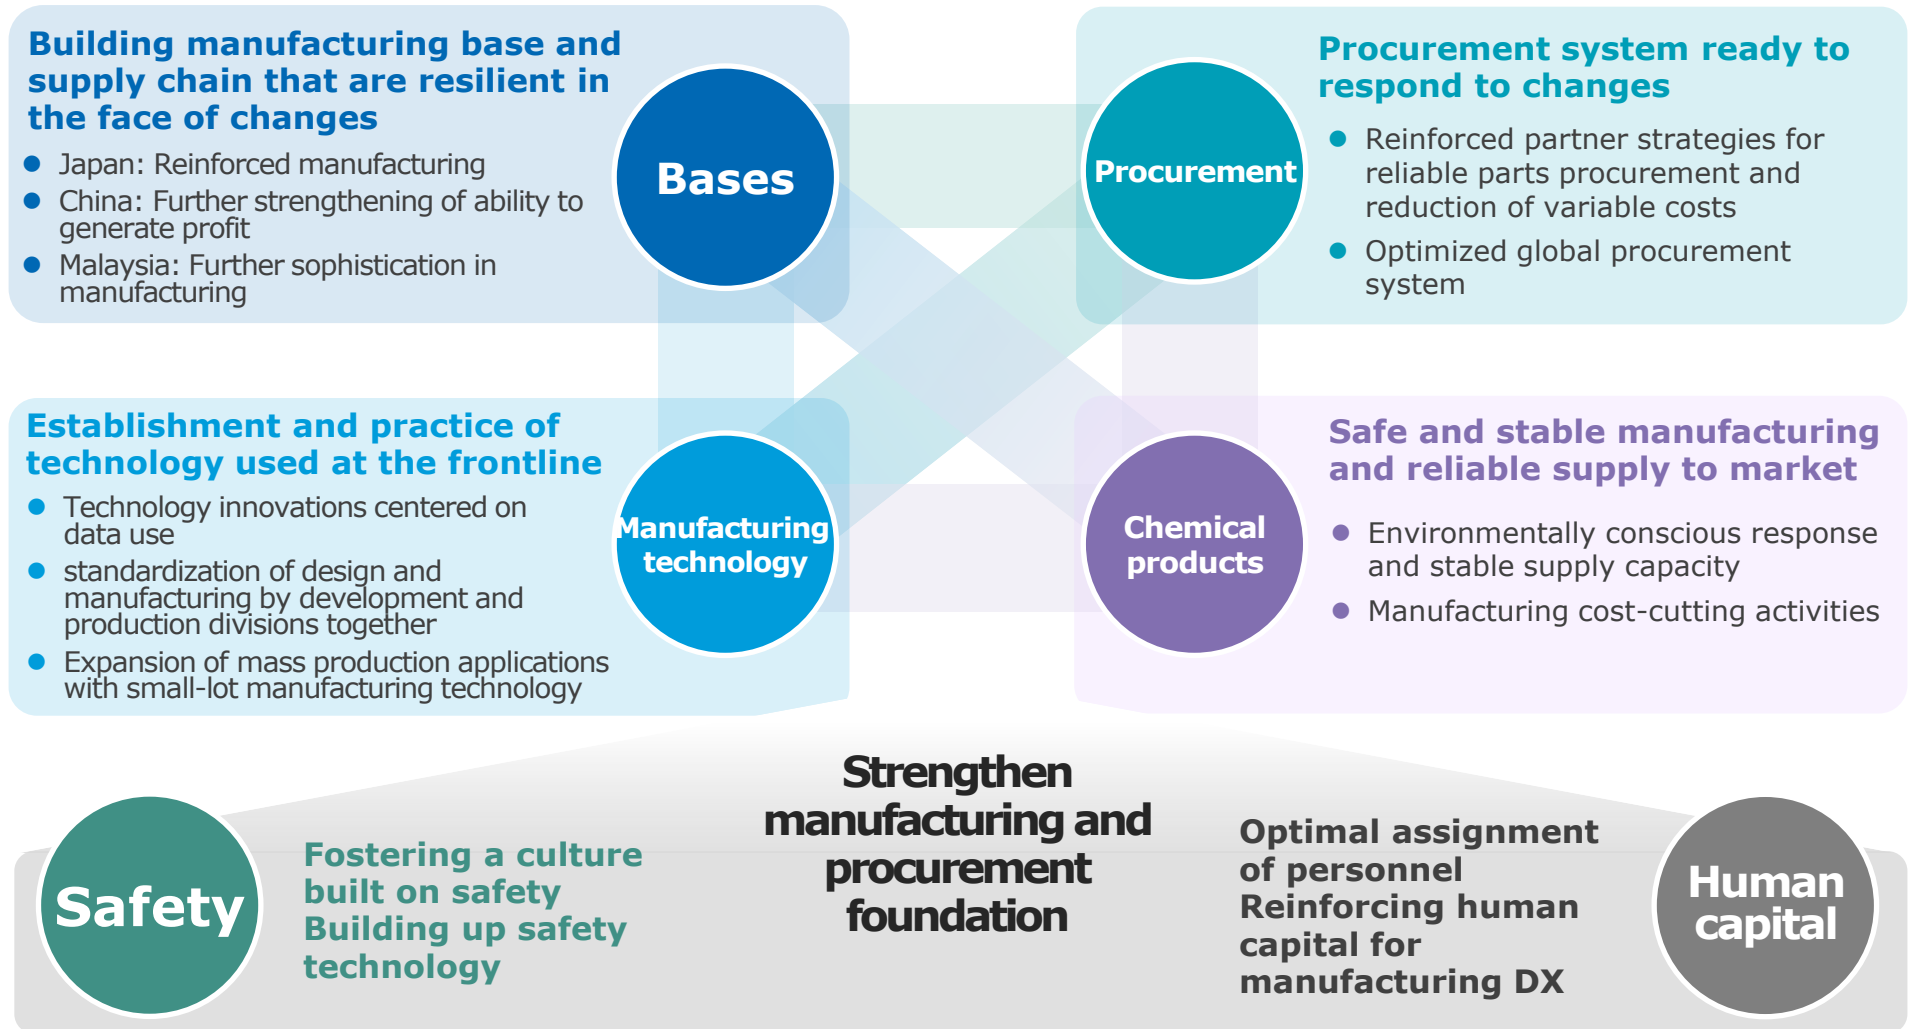 Building manufacturing base and
supply chain that are resilient in
the face of changes
Japan: Reinforced manufacturing
China: Further strengthening of ability to
generate profit
Malaysia: Further sophistication in
manufacturing
Bases
Procurement
Procurement system ready to
respond to changes
Reinforced partner strategies for
reliable parts procurement and
reduction of variable costs
Optimized global procurement
system
Establishment and practice of
technology used at the frontline
Technology innovations centered on
data use
standardization of design and
manufacturing by development and
production divisions together
Expansion of mass production applications
with small-lot manufacturing technology
Manufacturing
technology
Chemical
products
Safe and stable manufacturing
and reliable supply to market
Environmentally conscious response
and stable supply capacity
Manufacturing cost-cutting activities
Strengthen
manufacturing and
procurement
foundation
Safety
Fostering a culture
built on safety
Building up safety
technology
Optimal assignment
of personnel
Reinforcing human
capital for
manufacturing DX
Human
capital